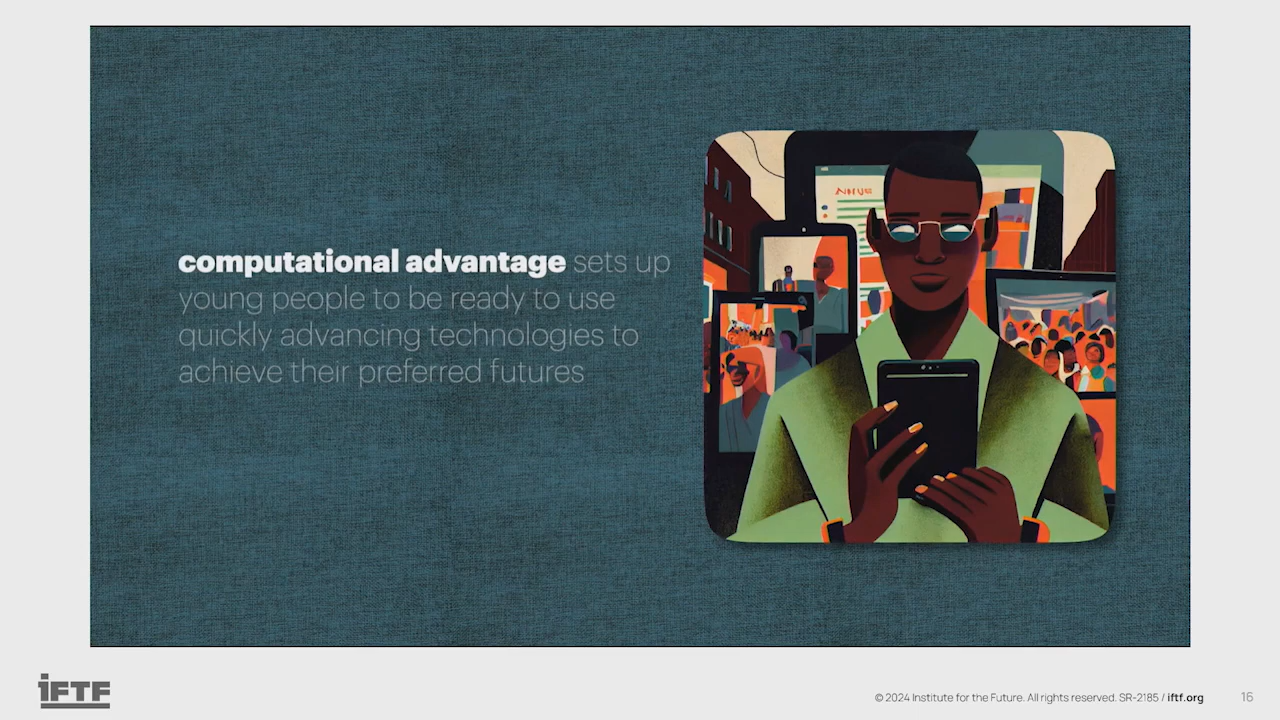 computational advantage sets up
young people to be ready to use
quickly advancing technologies to
achieve their preferred futures
iFTF
© 2024 Institute for the Future. All rights reserved. SR-2185 / iftf.org
16